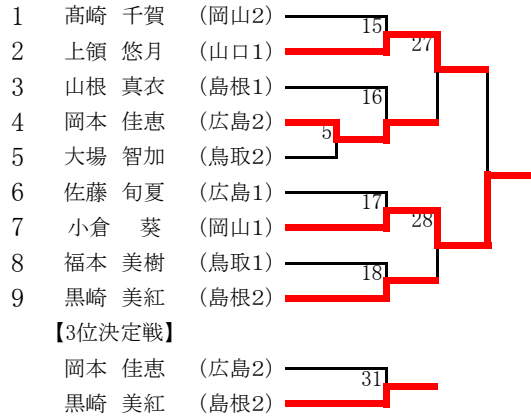 1 髙崎 千賀 (岡山2)
15
2 上領 悠月 (山口1)
27
3 山根 真衣 (島根1)
16
4 岡本 佳恵 (広島2)
5
5 大場 智加 (鳥取2)
6 佐藤 旬夏 (広島1)
17
7 小倉 葵 (岡山1)
28
8 福本 美樹 (鳥取1)
18
9 黒崎 美紅 (島根2)
【3位決定戦】
岡本 佳恵 (広島2)
31
黒崎 美紅 (島根2)